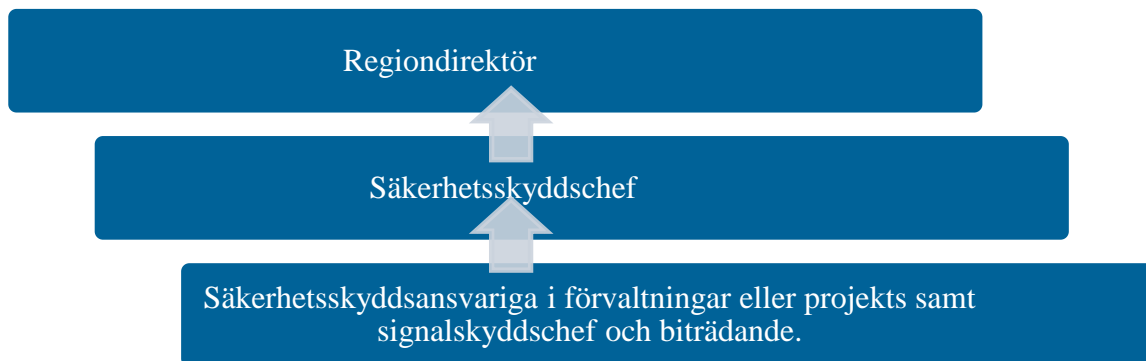 Regiondirektör
Säkerhetsskyddschef
Säkerhetsskyddsansvariga i förvaltningar eller projekts samt
signalskyddschef och biträdande.